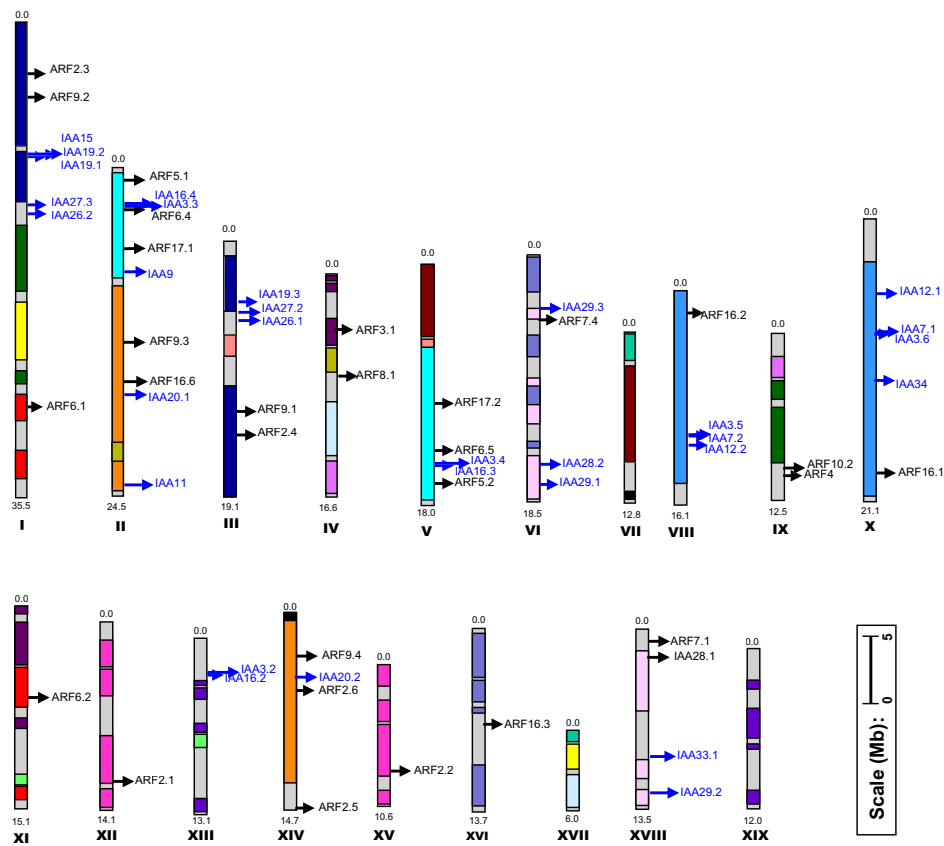 0.0
ARF2.3
ARF9.2
IAA15
IAA19.2
IAA19.1
IAA27.3
IAA26.2
ARF6.1
35.5
I
0.0
ARF5.1
IAA16.4
IAA3.3
ARF6.4
ARF17.1
IAA9
ARF9.3
ARF16.6
IAA20.1
IAA11
24.5
II
0.0
IAA19.3
IAA27.2
IAA26.1
ARF9.1
ARF2.4
19.1
III
0.0
ARF3.1
ARF8.1
16.6
IV
0.0
ARF17.2
ARF6.5
IAA3.4
IAA16.3
ARF5.2
18.0
V
0.0
IAA29.3
ARF7.4
IAA28.2
IAA29.1
18.5
VI
0.0
12.8
VII
0.0
ARF16.2
IAA3.5
IAA7.2
IAA12.2
16.1
VIII
0.0
ARF10.2
ARF4
12.5
IX
0.0
IAA12.1
IAA7.1
IAA3.6
IAA34
ARF16.1
21.1
X
0.0
ARF6.2
15.1
XI
0.0
ARF2.1
14.1
XII
0.0
IAA3.2
IAA16.2
13.1
XIII
0.0
ARF9.4
IAA20.2
ARF2.6
ARF2.5
14.7
XIV
0.0
ARF2.2
10.6
XV
0.0
ARF16.3
13.7
XVI
0.0
6.0
XVII
0.0
ARF7.1
IAA28.1
IAA33.1
IAA29.2
13.5
XVIII
0.0
12.0
XIX
Scale (Mb):
0 5